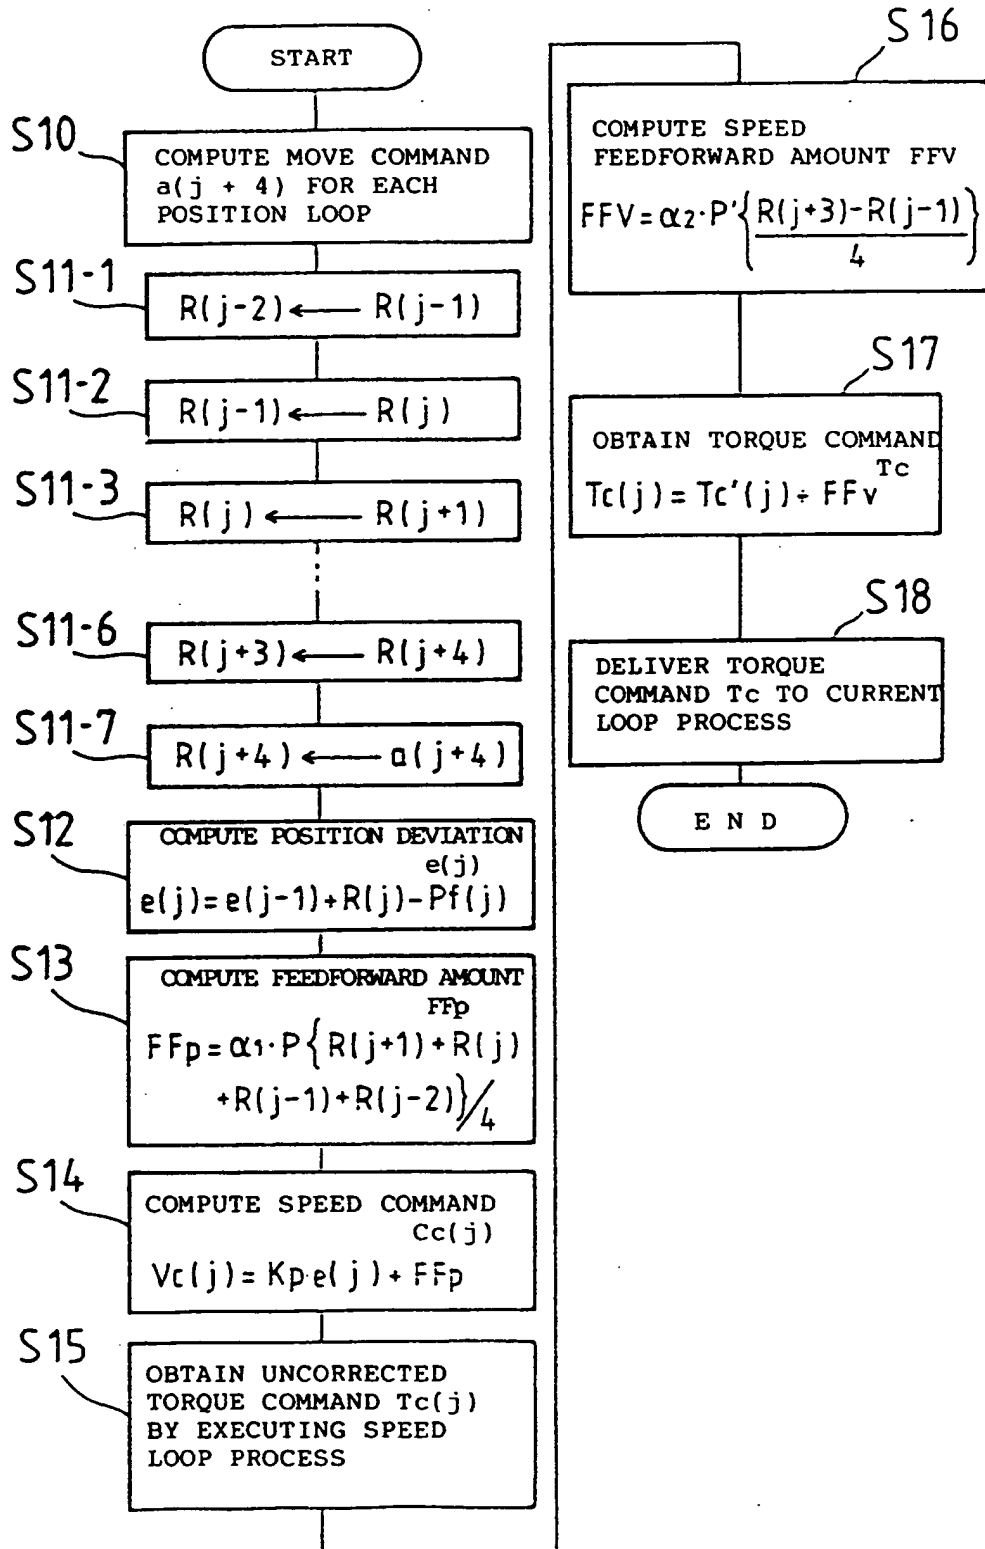 START
S10
COMPUTE MOVE COMMAND
a(j + 4) FOR EACH
POSITION LOOP
S11-1
R(j-2) ← R(j-1)
S11-2
R(j-1) ← R(j)
S11-3
R(j) ← R(j+1)
S11-6
R(j+3) ← R(j+4)
S11-7
R(j+4) ← a(j+4)
S12
COMPUTE POSITION DEVIATION
e(j)
e(j)=e(j-1)+R(j)-Pf(j)
S13
COMPUTE FEEDFORWARD AMOUNT
FFp
FFp=α1·P{R(j+1)+R(j)
+R(j-1)+R(j-2)}/4
S14
COMPUTE SPEED COMMAND
Cc(j)
Vc(j)=Kp·e(j)+FFp
S15
OBTAIN UNCORRECTED
TORQUE COMMAND Tc(j)
BY EXECUTING SPEED
LOOP PROCESS
S16
COMPUTE SPEED
FEEDFORWARD AMOUNT FFV
FFV=α2·P'{R(j+3)-R(j-1)/4}
S17
OBTAIN TORQUE COMMAND
Tc
Tc(j)=Tc'(j)÷FFv
S18
DELIVER TORQUE
COMMAND Tc TO CURRENT
LOOP PROCESS
END